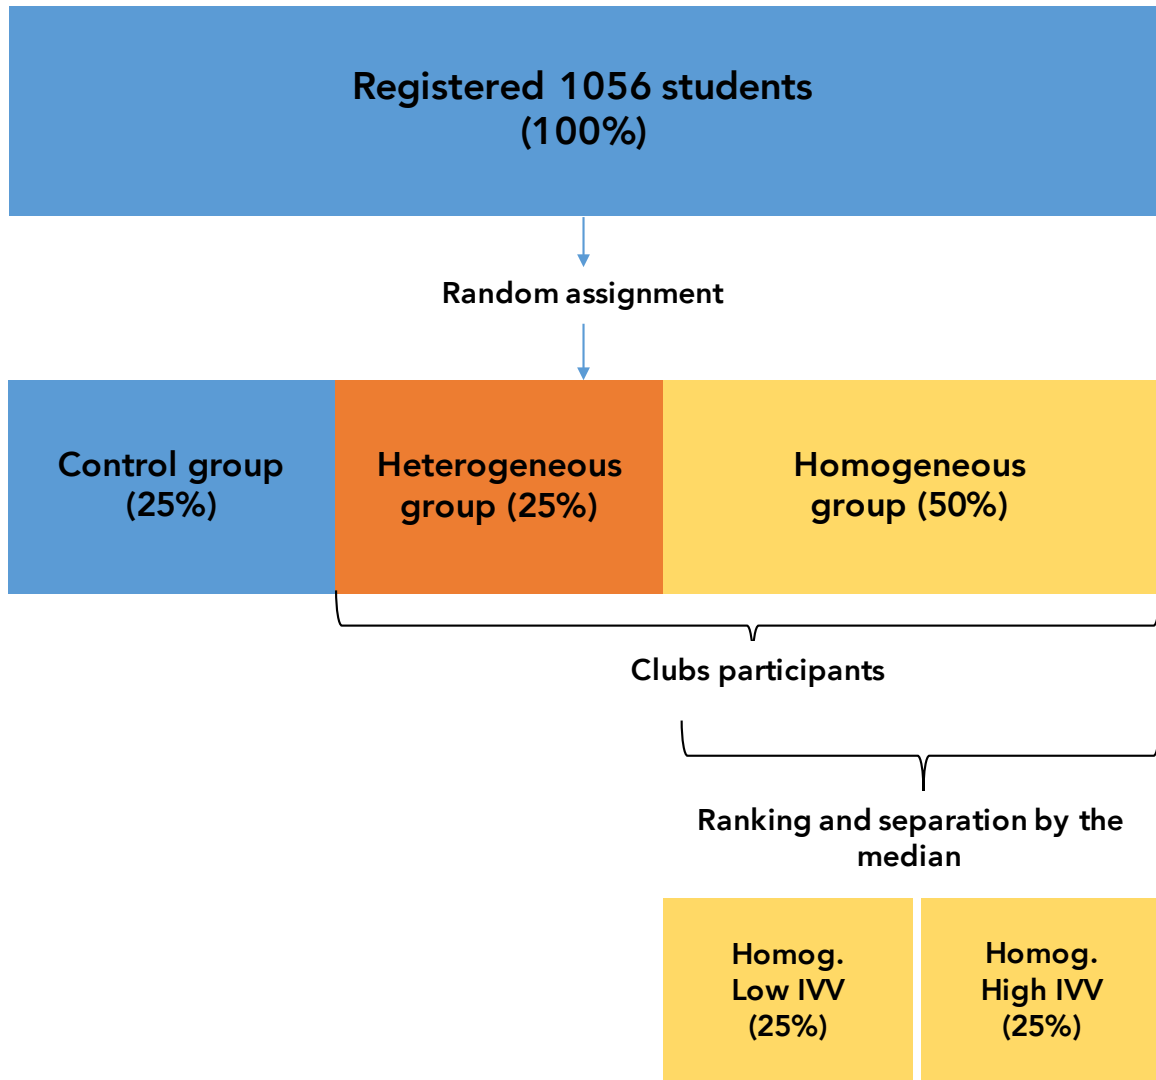 Registered 1056 students
(100%)
Random assignment
Control group
(25%)
Heterogeneous
group (25%)
Homogeneous
group (50%)
Clubs participants
Ranking and separation by the
median
Homog.
Low IVV
(25%)
Homog.
High IVV
(25%)